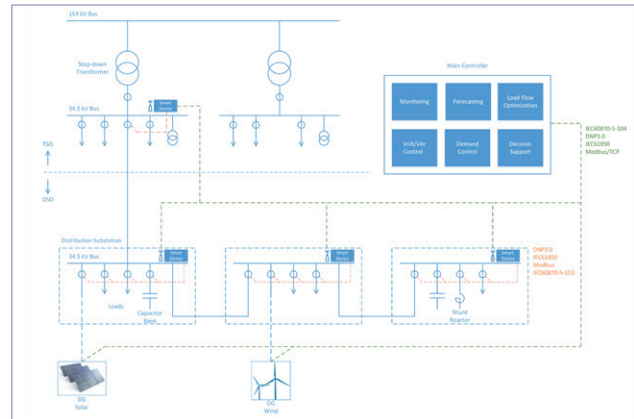 154 kV Bus
Step-down
Transformer
34.5 kV Bus
Smart
Device
TSO
DSO
Main Controller
Monitoring
Forecasting
Load Flow
Optimization
Volt/VAr
Control
Demand
Control
Decision
Support
IEC60870-5-104
DNP3.0
IEC61850
Modbus/TCP
Distribution Substation
34.5 kV Bus
Smart
Device
Smart
Device
Smart
Device
DNP3.0
IEC61850
Modbus
IEC60870-5-103
Loads
Capacitor
Bank
Shunt
Reactor
DG
Solar
DG
Wind